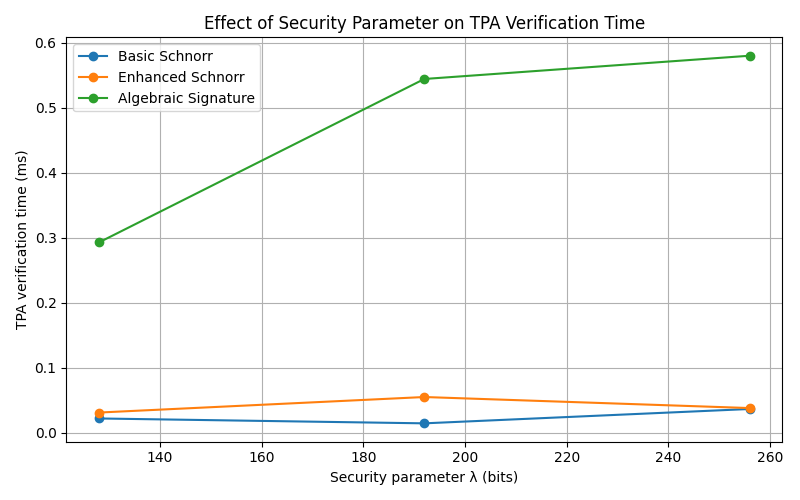 Effect of Security Parameter on TPA Verification Time
Basic Schnorr
Enhanced Schnorr
Algebraic Signature
TPA verification time (ms)
0.6
0.5
0.4
0.3
0.2
0.1
0.0
140 160 180 200 220 240 260
Security parameter λ (bits)